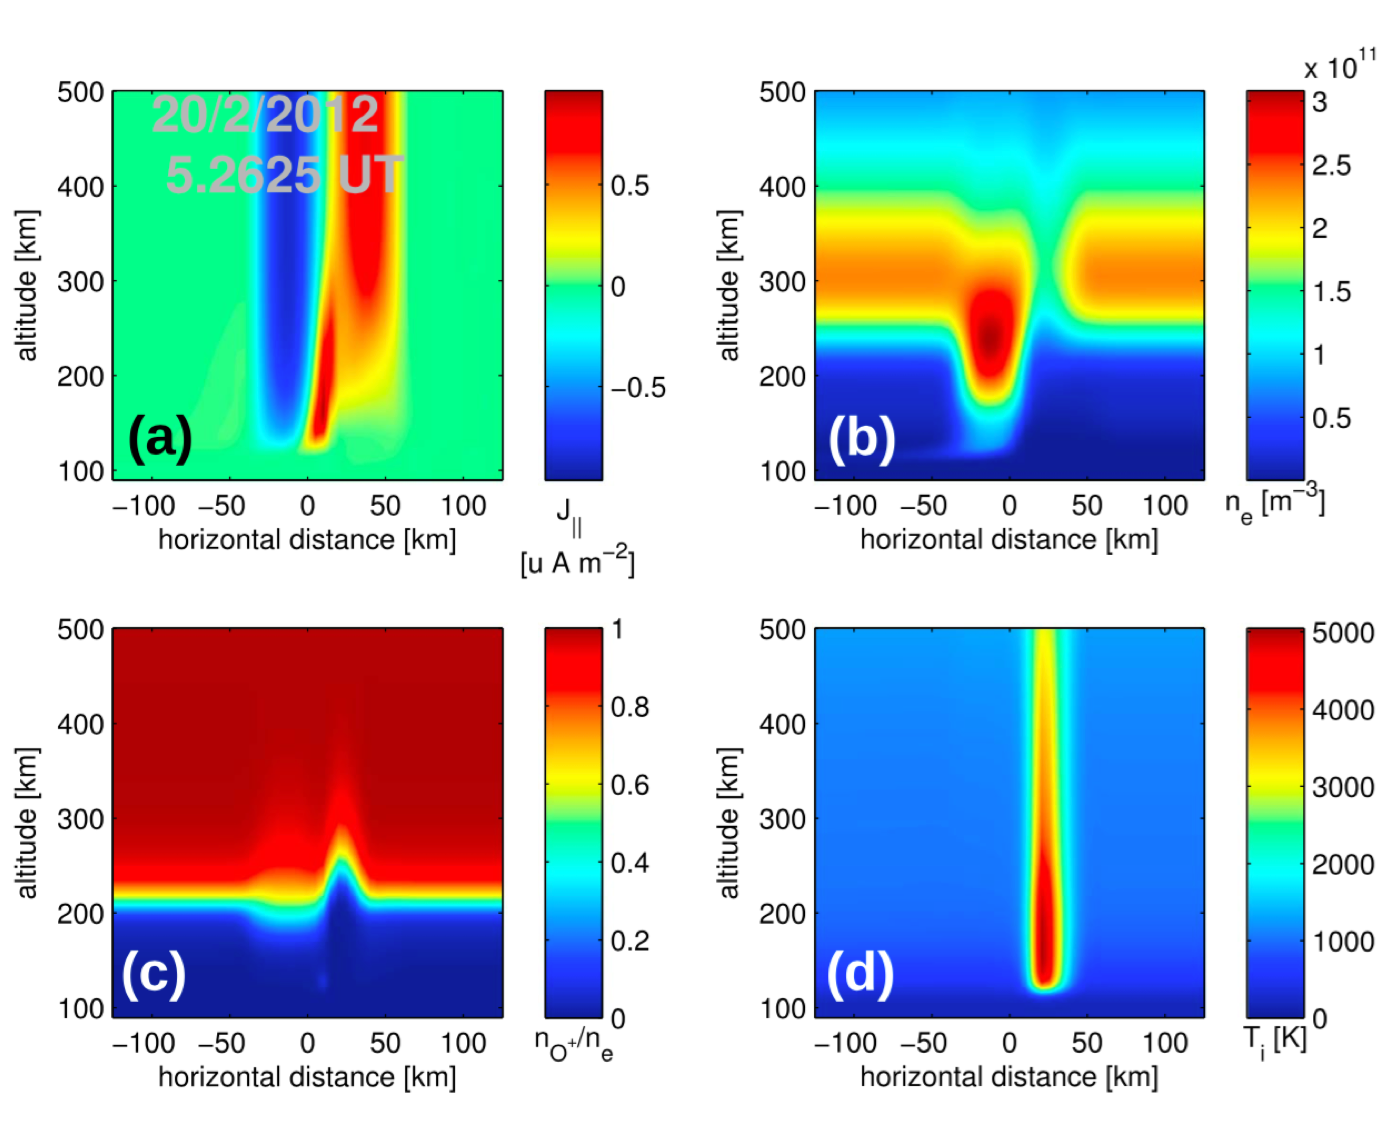 x 10¹¹
500
400
300
200
100
20/2/2012
5.2625 UT
(a)
altitude [km]
−100 −50 0 50 100
horizontal distance [km]
0.5
0
−0.5
J||
[u A m⁻²]
500
400
300
200
100
(b)
altitude [km]
−100 −50 0 50 100
horizontal distance [km]
3
2.5
2
1.5
1
0.5
nₑ [m⁻³]
500
400
300
200
100
(c)
altitude [km]
−100 −50 0 50 100
horizontal distance [km]
1
0.8
0.6
0.4
0.2
0
n_O⁺/nₑ
500
400
300
200
100
(d)
altitude [km]
−100 −50 0 50 100
horizontal distance [km]
5000
4000
3000
2000
1000
0
Tᵢ [K]